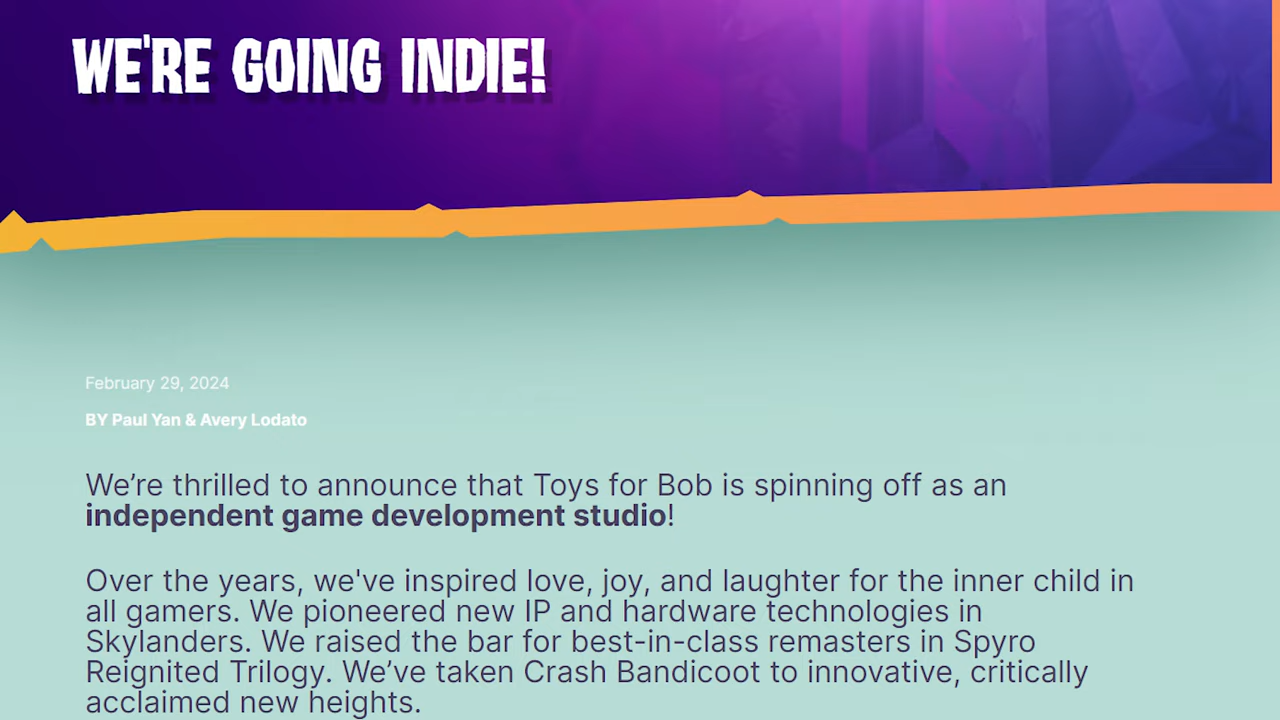 WE'RE GOING INDIE!
February 29, 2024
BY Paul Yan & Avery Lodato
We’re thrilled to announce that Toys for Bob is spinning off as an
independent game development studio!
Over the years, we've inspired love, joy, and laughter for the inner child in
all gamers. We pioneered new IP and hardware technologies in
Skylanders. We raised the bar for best-in-class remasters in Spyro
Reignited Trilogy. We’ve taken Crash Bandicoot to innovative, critically
acclaimed new heights.